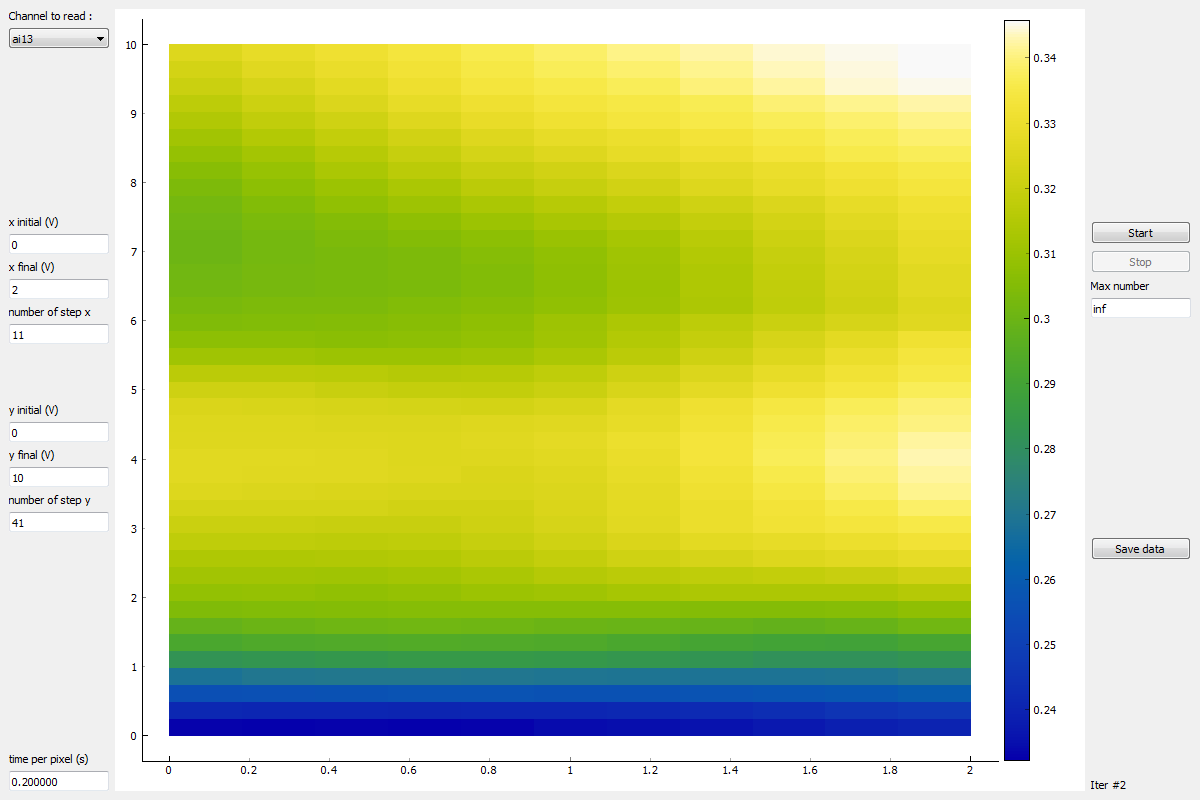 Channel to read :
ai13
x initial (V)
0
x final (V)
2
number of step x
11
y initial (V)
0
y final (V)
10
number of step y
41
time per pixel (s)
0.200000
10
9
8
7
6
5
4
3
2
1
0
0 0.2 0.4 0.6 0.8 1 1.2 1.4 1.6 1.8 2
0.34
0.33
0.32
0.31
0.3
0.29
0.28
0.27
0.26
0.25
0.24
Start
Stop
Max number
inf
Save data
Iter #2